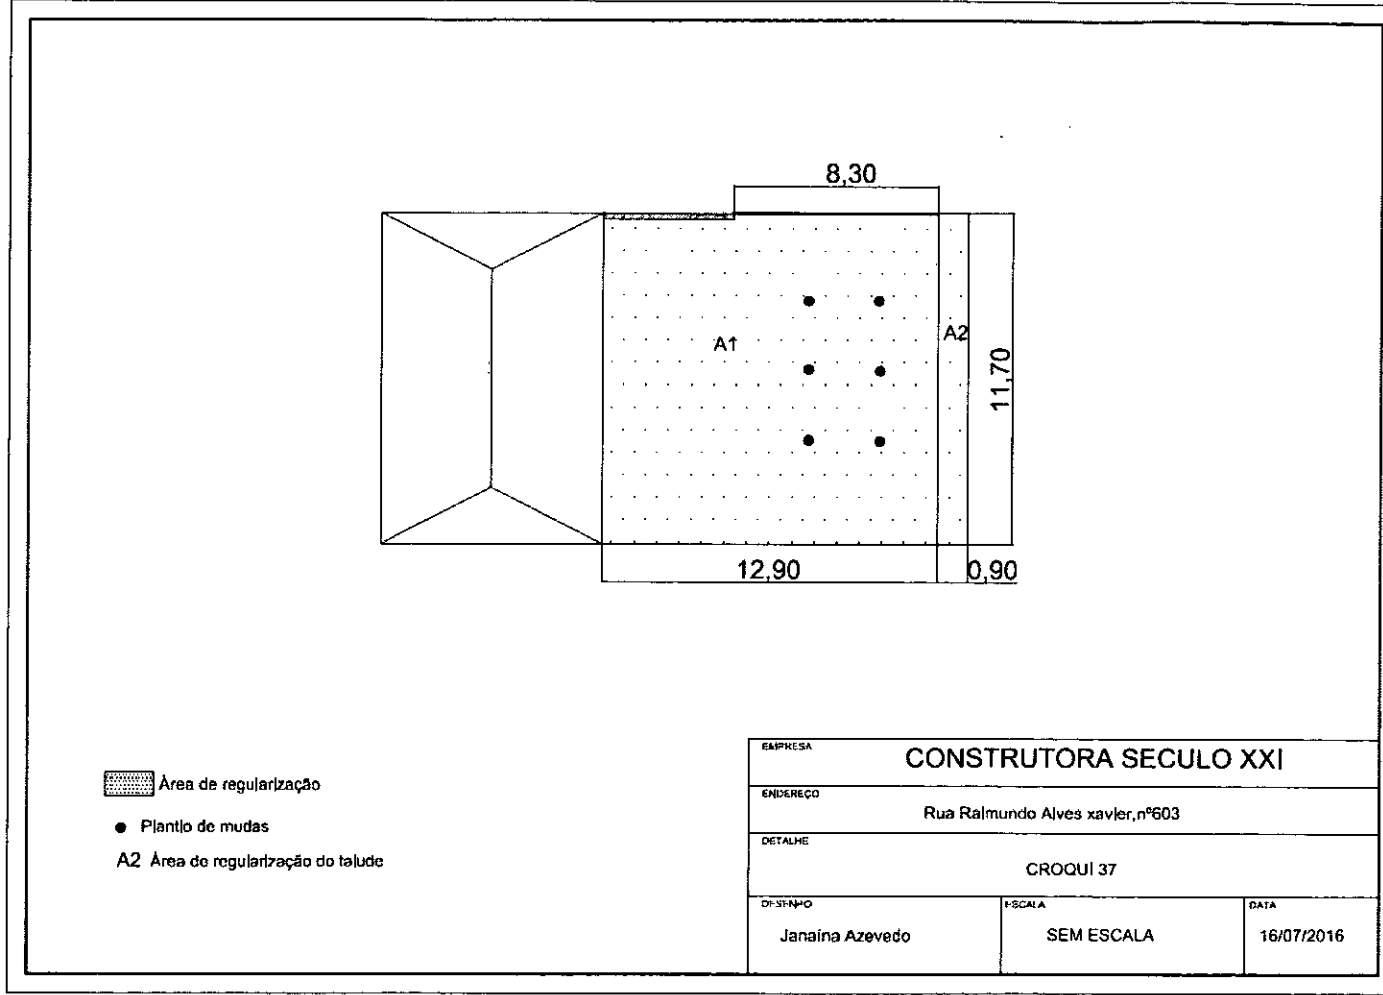 8,30
A1
A2
11,70
12,90
0,90
Área de regularização
Plantio de mudas
A2 Área de regularização do talude
EMPRESA
CONSTRUTORA SECULO XXI
ENDEREÇO
Rua Raimundo Alves xavier,nº603
DETALHE
CROQUI 37
DESENHO
Janaína Azevedo
ESCALA
SEM ESCALA
DATA
16/07/2016